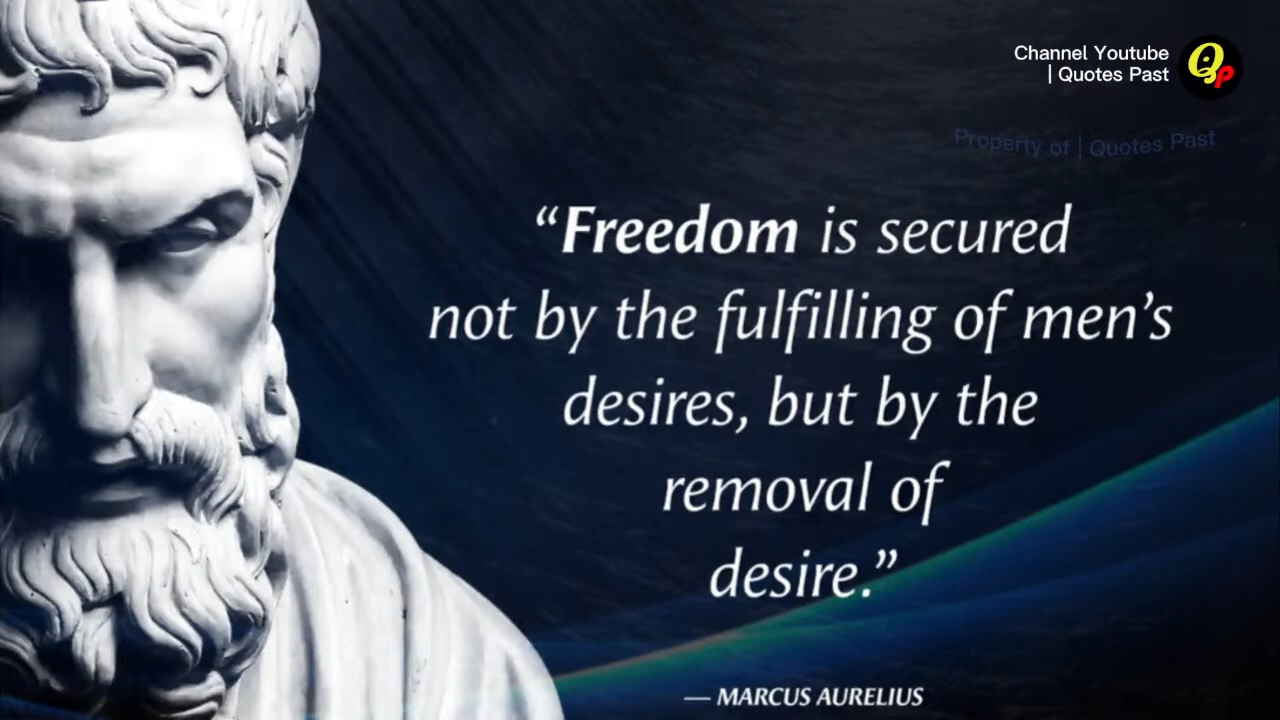 Channel Youtube
| Quotes Past
Qp
Property of | Quotes Past
“Freedom is secured
not by the fulfilling of men’s
desires, but by the
removal of
desire.”
— MARCUS AURELIUS